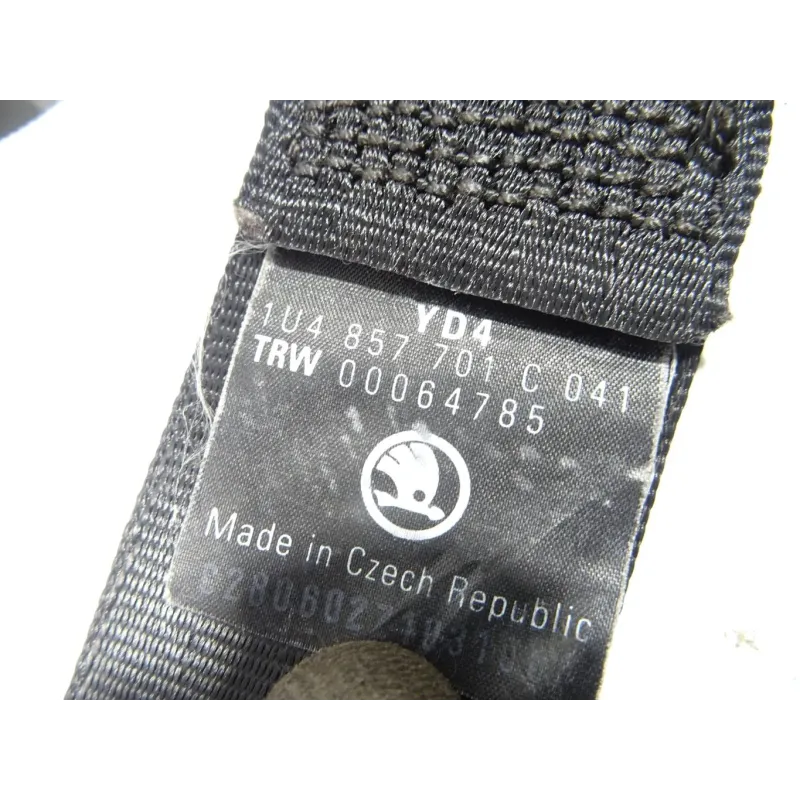 YD4
1U4 857 701 C 041
TRW 00064785
Made in Czech Republic